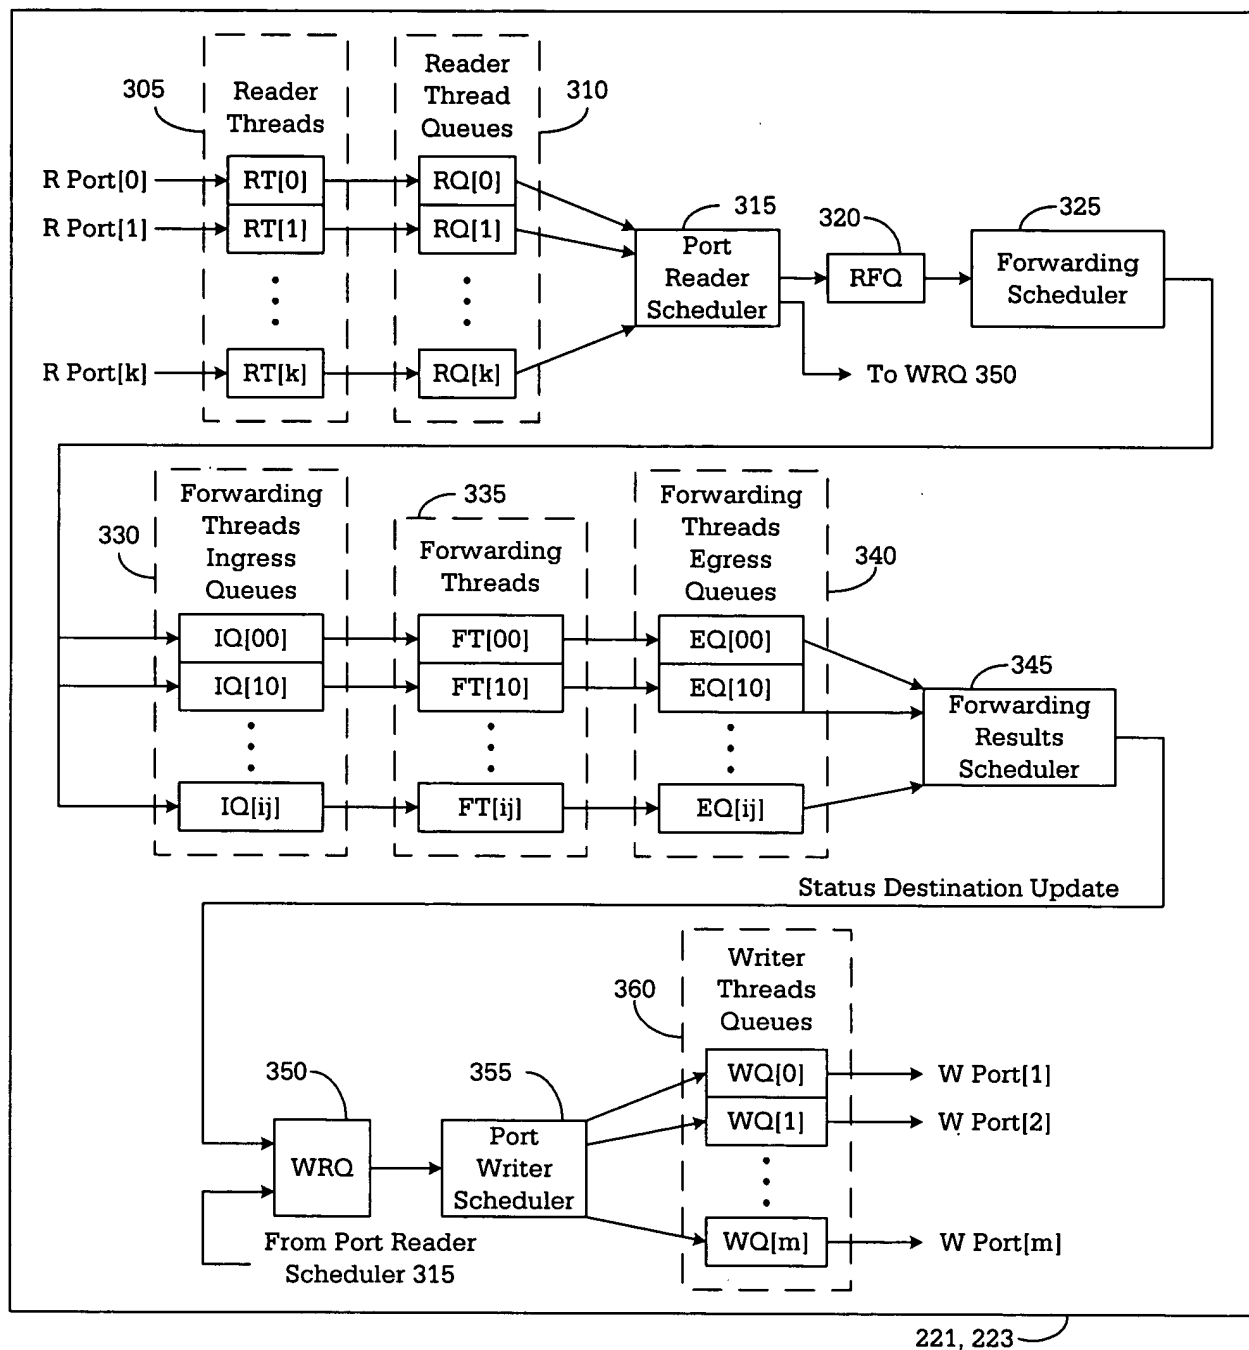 305
Reader
Threads
Reader
Thread
Queues
310
R Port[0]
RT[0]
RQ[0]
R Port[1]
RT[1]
RQ[1]
R Port[k]
RT[k]
RQ[k]
315
Port
Reader
Scheduler
320
RFQ
325
Forwarding
Scheduler
To WRQ 350
330
Forwarding
Threads
Ingress
Queues
335
Forwarding
Threads
Forwarding
Threads
Egress
Queues
340
IQ[00]
FT[00]
EQ[00]
IQ[10]
FT[10]
EQ[10]
IQ[ij]
FT[ij]
EQ[ij]
345
Forwarding
Results
Scheduler
Status Destination Update
350
WRQ
From Port Reader
Scheduler 315
355
Port
Writer
Scheduler
360
Writer
Threads
Queues
WQ[0]
W Port[1]
WQ[1]
W Port[2]
WQ[m]
W Port[m]
221, 223